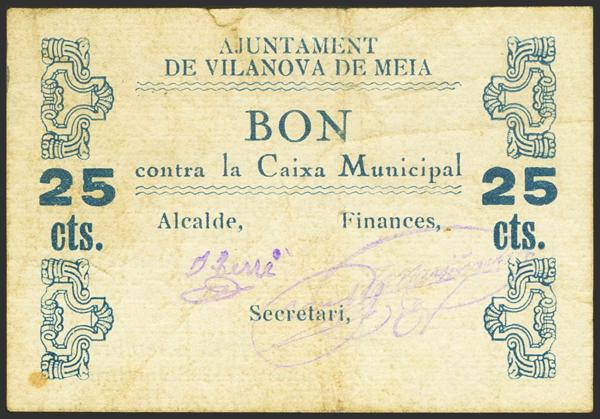 AJUNTAMENT
DE VILANOVA DE MEIA
BON
contra la Caixa Municipal
25 cts.
25 cts.
Alcalde, Finances,
Secretari,